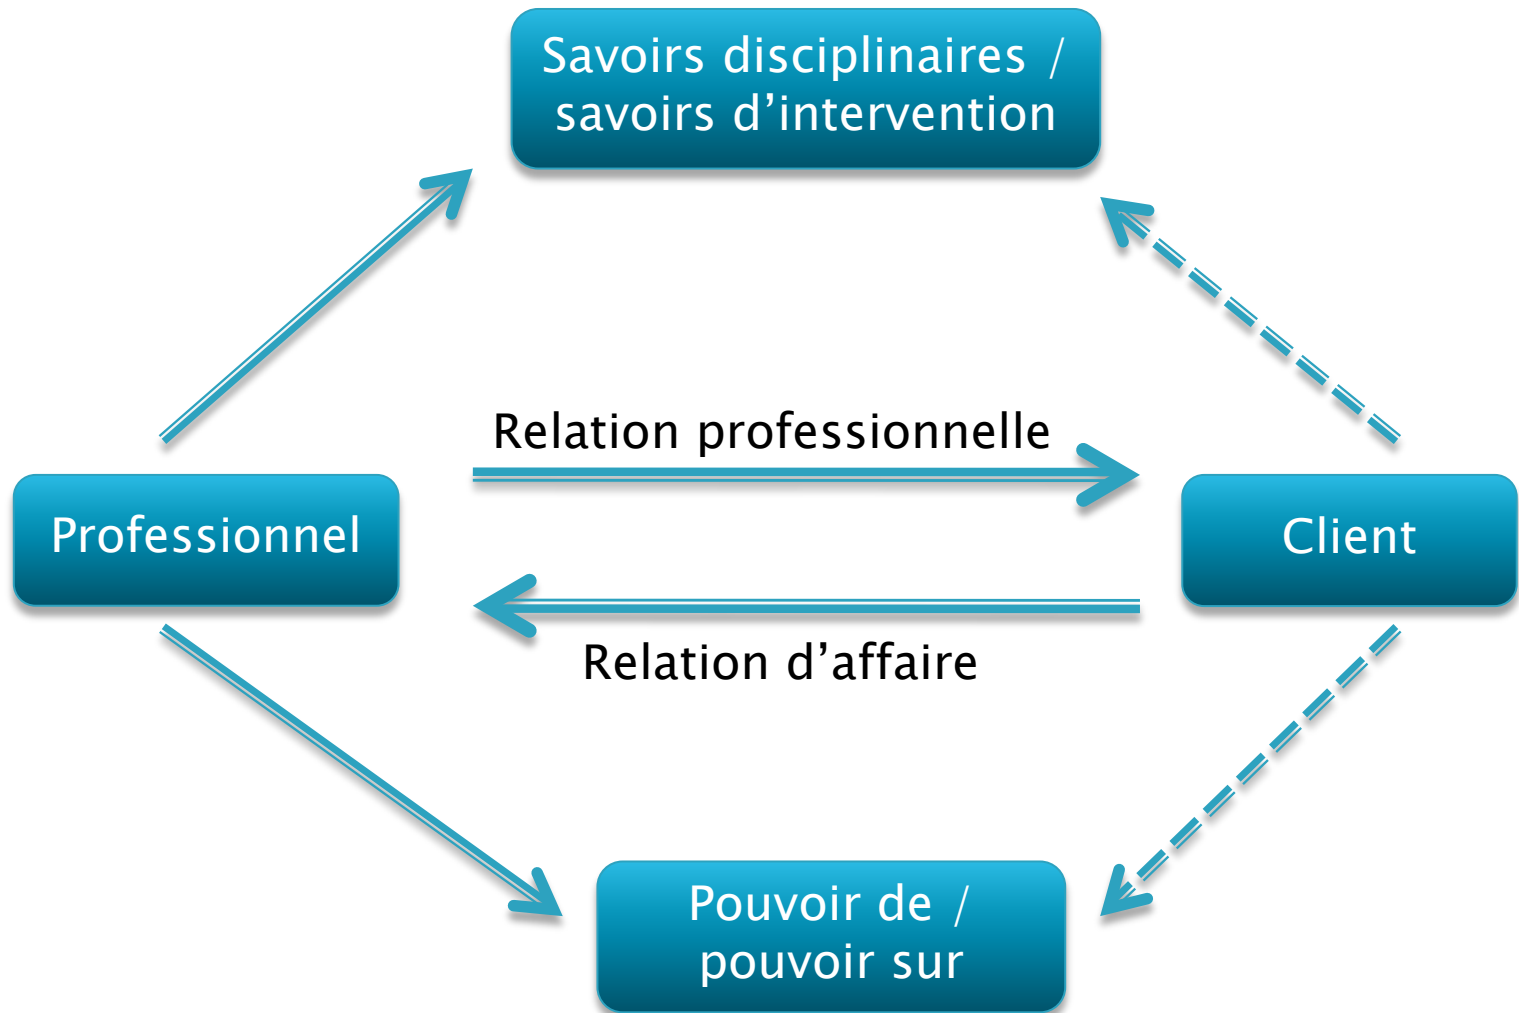 Savoirs disciplinaires /
savoirs d’intervention
Relation professionnelle
Professionnel
Client
Relation d’affaire
Pouvoir de /
pouvoir sur